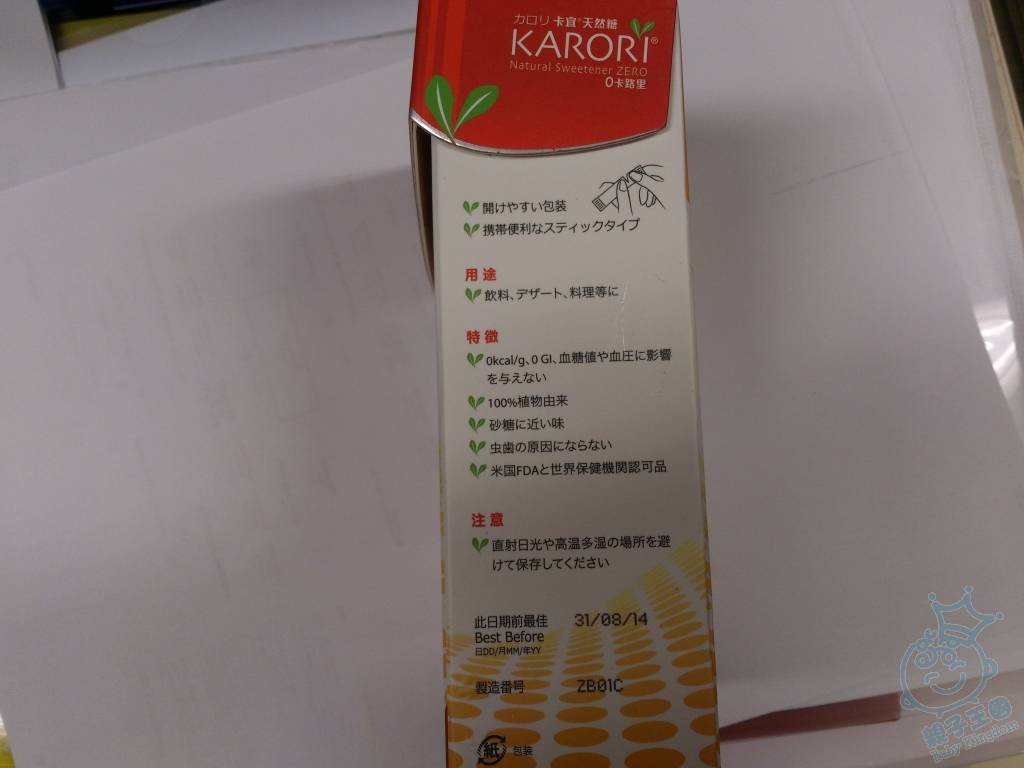 カロリ 卡宜®天然糖
KARORI®
Natural Sweetener ZERO
0卡路里
開けやすい包装
携帯便利なスティックタイプ
用途
飲料、デザート、料理等に
特徴
0kcal/g、0 GI、血糖値や血圧に影響
を与えない
100%植物由来
砂糖に近い味
虫歯の原因にならない
米国FDAと世界保健機関認可品
注意
直射日光や高温多湿の場所を避
けて保存してください
此日期前最佳 31/08/14
Best Before
日DD/月MM/年YY
製造番号 ZB01C
紙 包装
親子王國
Baby Kingdom